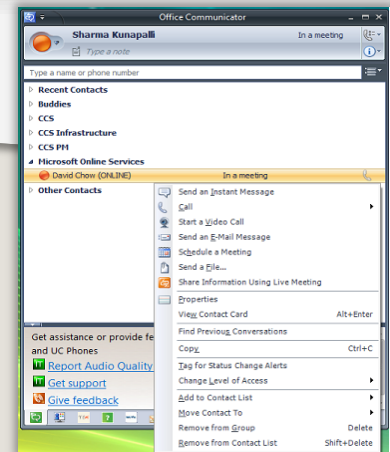 Office Communicator
Sharma Kunapalli
In a meeting
Type a note
Type a name or phone number
Recent Contacts
Buddies
CCS
CCS Infrastructure
CCS PM
Microsoft Online Services
David Chow (ONLINE) In a meeting
Other Contacts
Send an Instant Message
Call
Start a Video Call
Send an E-Mail Message
Schedule a Meeting
Send a File...
Share Information Using Live Meeting
Properties
View Contact Card Alt+Enter
Find Previous Conversations
Copy Ctrl+C
Tag for Status Change Alerts
Change Level of Access
Add to Contact List
Move Contact To
Remove from Group Delete
Remove from Contact List Shift+Delete
Get assistance or provide fe
and UC Phones
Report Audio Quality
Get support
Give feedback